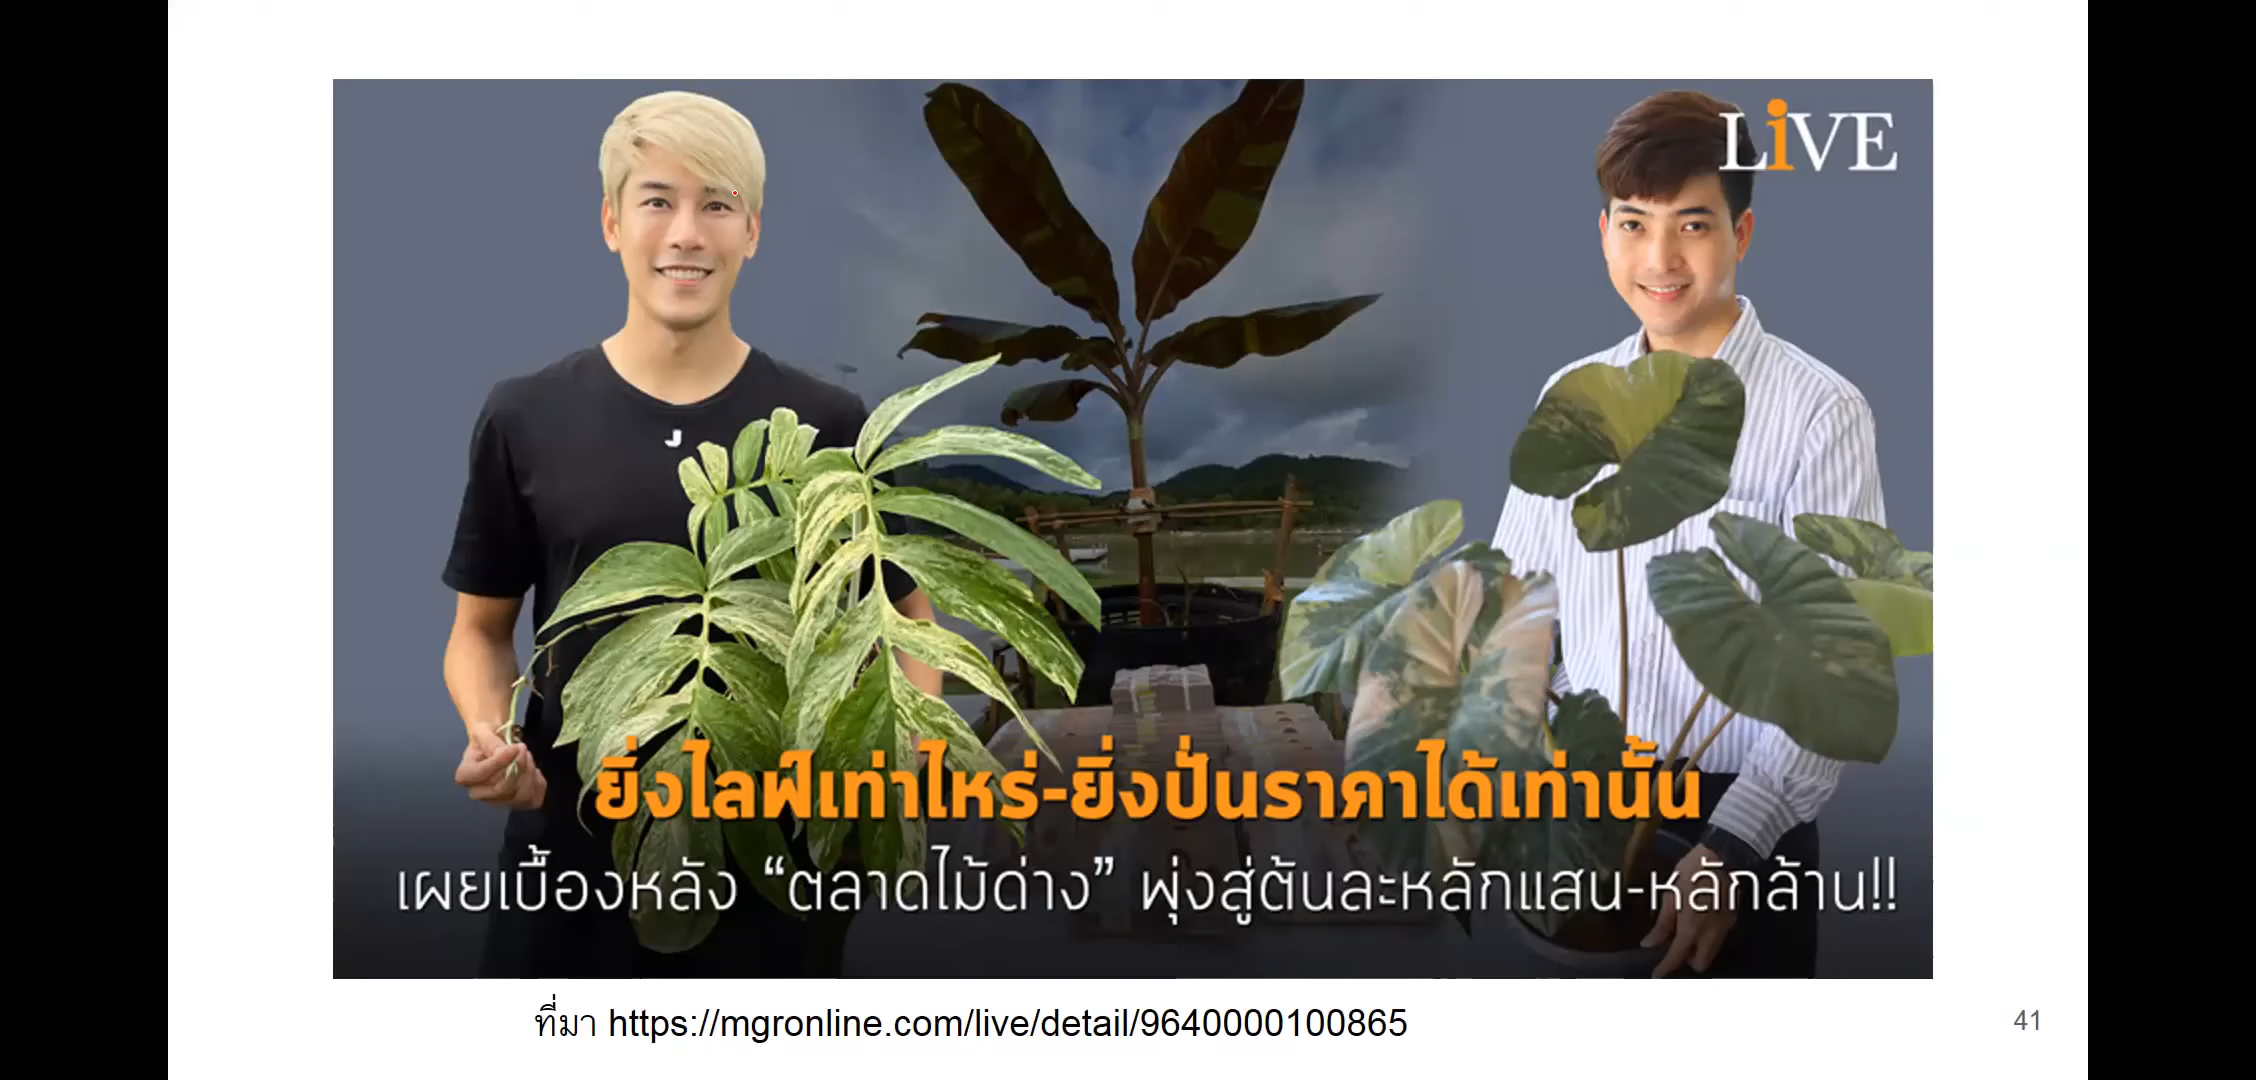 LiVE
J
ยิ่งไลฟ์เท่าไหร่-ยิ่งปั่นราคาได้เท่านั้น
เผยเบื้องหลัง “ตลาดไม้ด่าง” พุ่งสู่ต้นละหลักแสน-หลักล้าน!!
ที่มา https://mgronline.com/live/detail/9640000100865
41